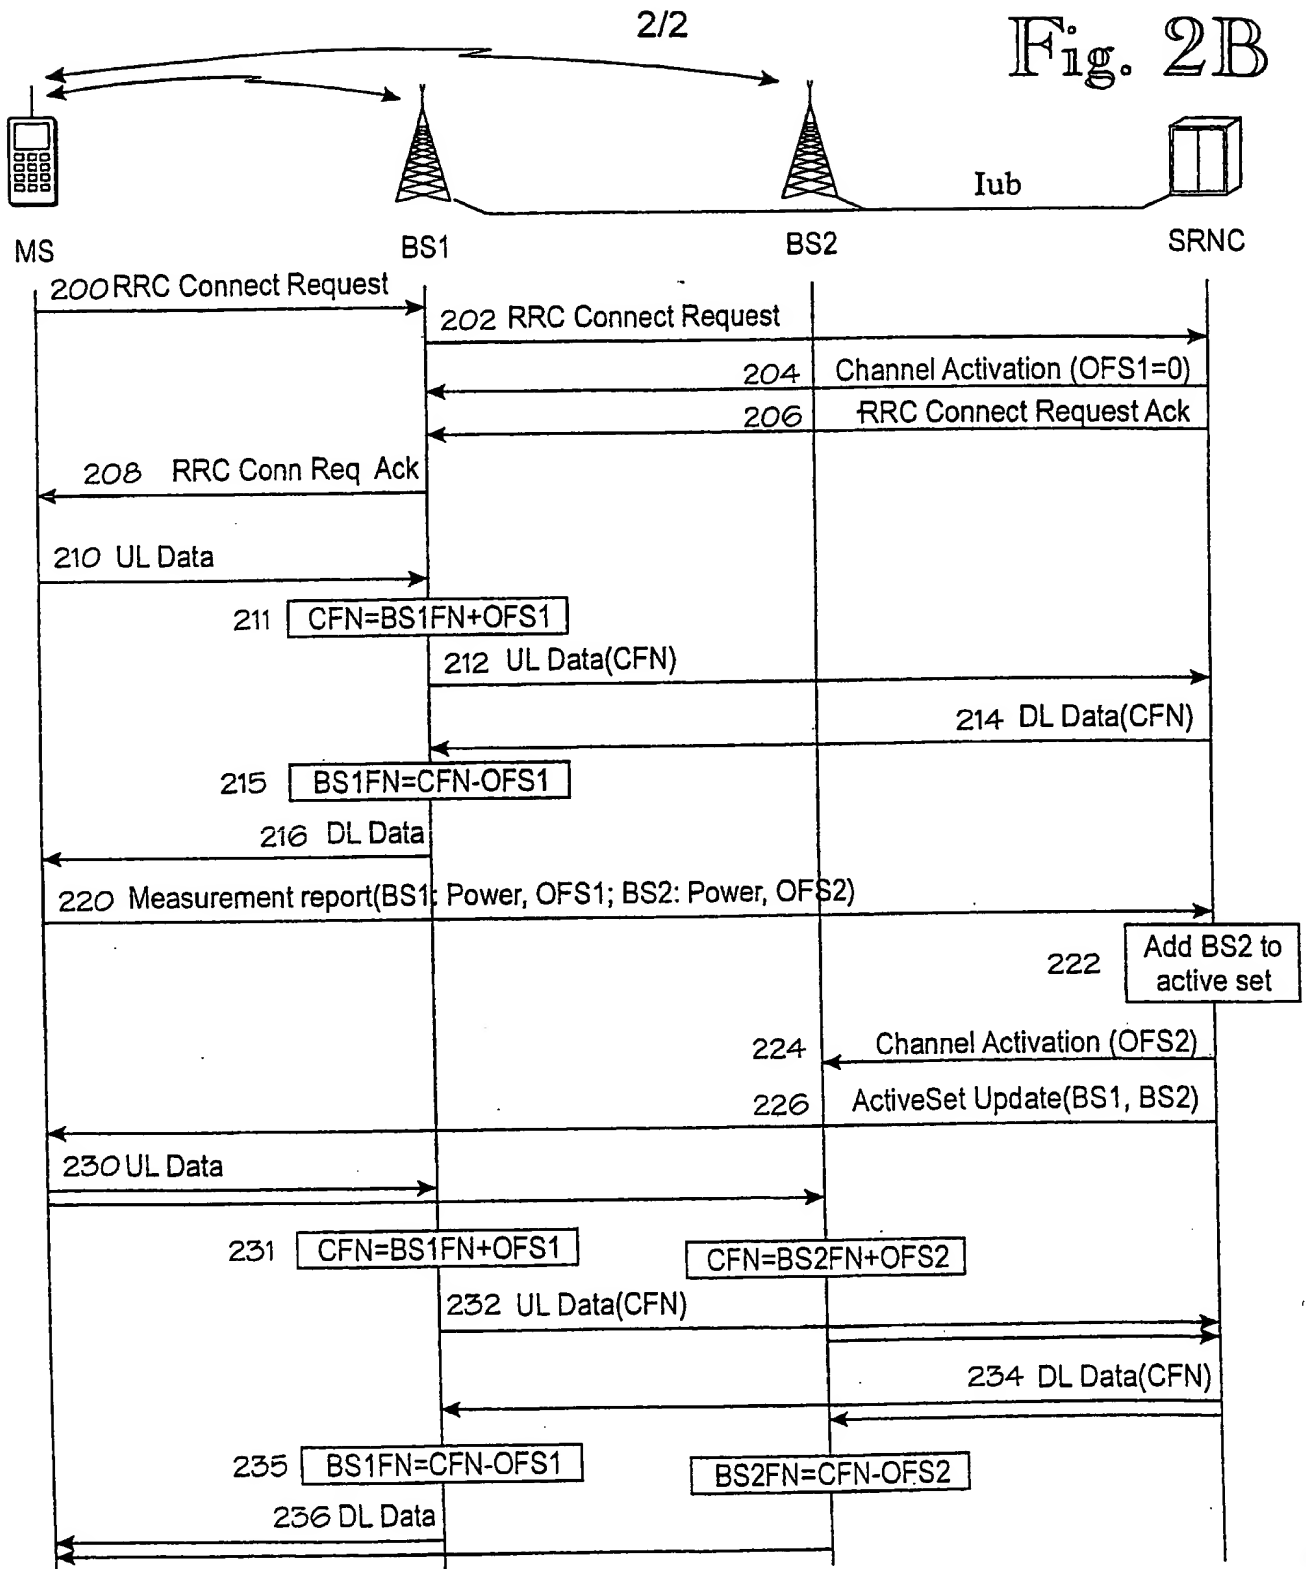 2/2
Fig. 2B
Iub
MS
BS1
BS2
SRNC
200 RRC Connect Request
202 RRC Connect Request
204 Channel Activation (OFS1=0)
206 RRC Connect Request Ack
208 RRC Conn Req Ack
210 UL Data
211 CFN=BS1FN+OFS1
212 UL Data(CFN)
214 DL Data(CFN)
215 BS1FN=CFN-OFS1
216 DL Data
220 Measurement report(BS1: Power, OFS1; BS2: Power, OFS2)
222 Add BS2 to
active set
224 Channel Activation (OFS2)
226 ActiveSet Update(BS1, BS2)
230 UL Data
231 CFN=BS1FN+OFS1
CFN=BS2FN+OFS2
232 UL Data(CFN)
234 DL Data(CFN)
235 BS1FN=CFN-OFS1
BS2FN=CFN-OFS2
236 DL Data